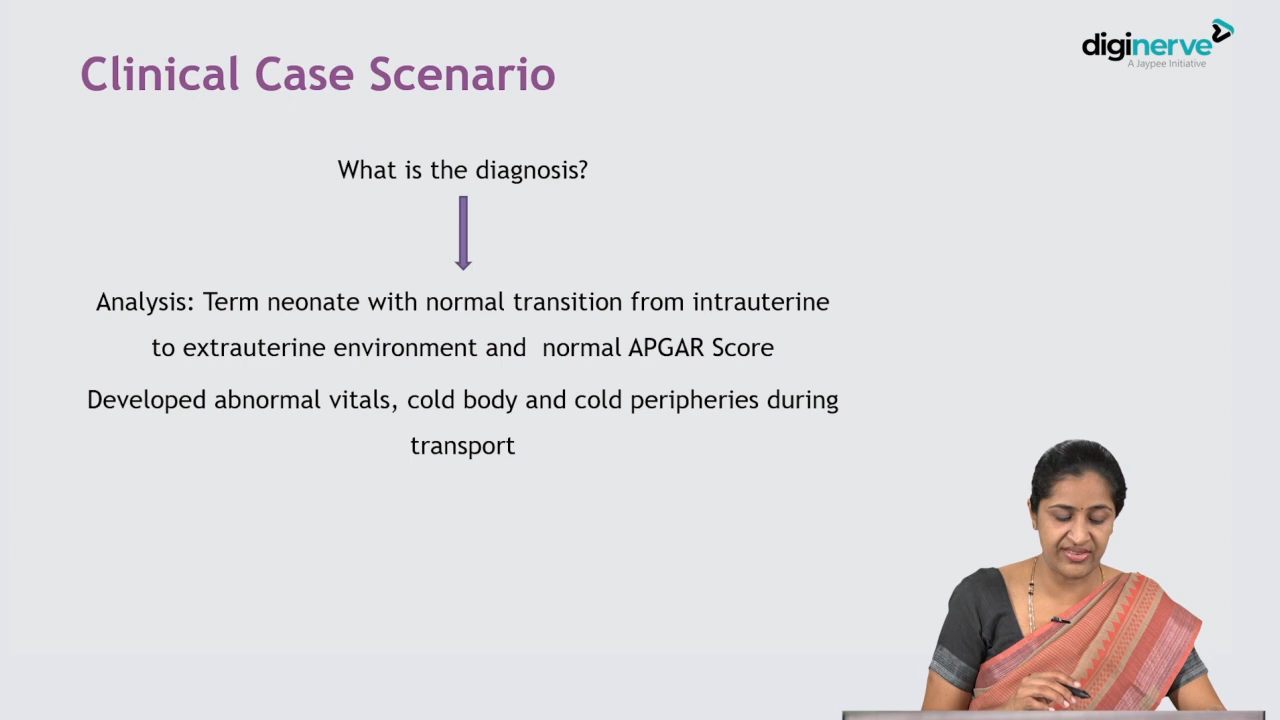 diginerve
A Jaypee Initiative
Clinical Case Scenario
What is the diagnosis?
Analysis: Term neonate with normal transition from intrauterine
to extrauterine environment and normal APGAR Score
Developed abnormal vitals, cold body and cold peripheries during
transport